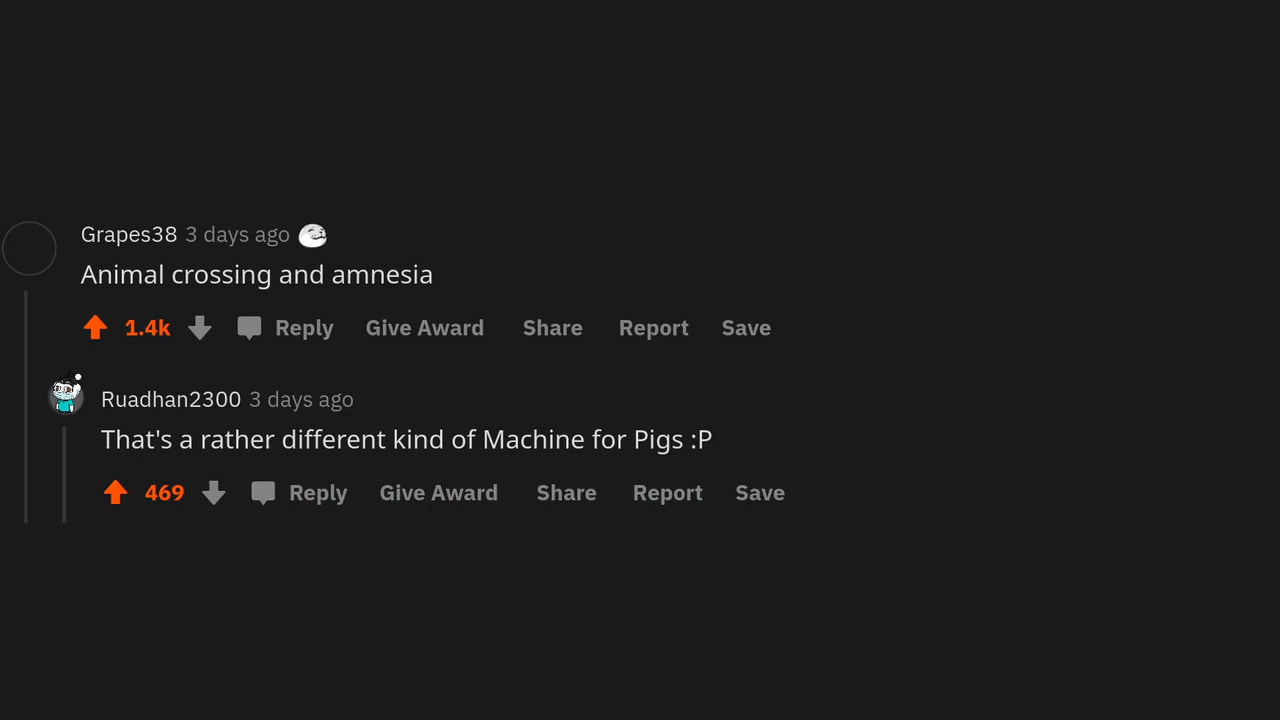 Grapes38 3 days ago
Animal crossing and amnesia
1.4k Reply Give Award Share Report Save
Ruadhan2300 3 days ago
That's a rather different kind of Machine for Pigs :P
469 Reply Give Award Share Report Save